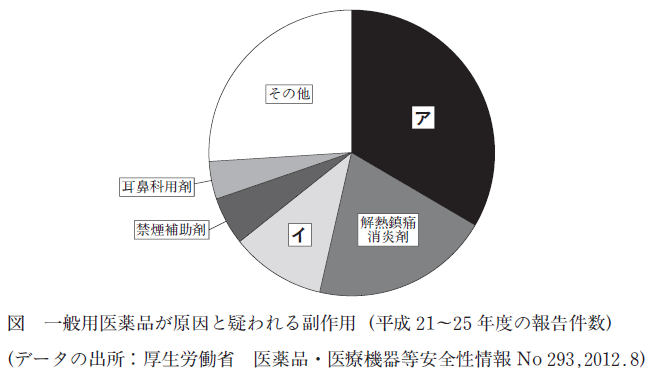 その他
ア
耳鼻科用剤
禁煙補助剤
イ
解熱鎮痛
消炎剤
図　一般用医薬品が原因と疑われる副作用 (平成 21～25 年度の報告件数)
(データの出所：厚生労働省　医薬品・医療機器等安全性情報 No 293,2012.8)